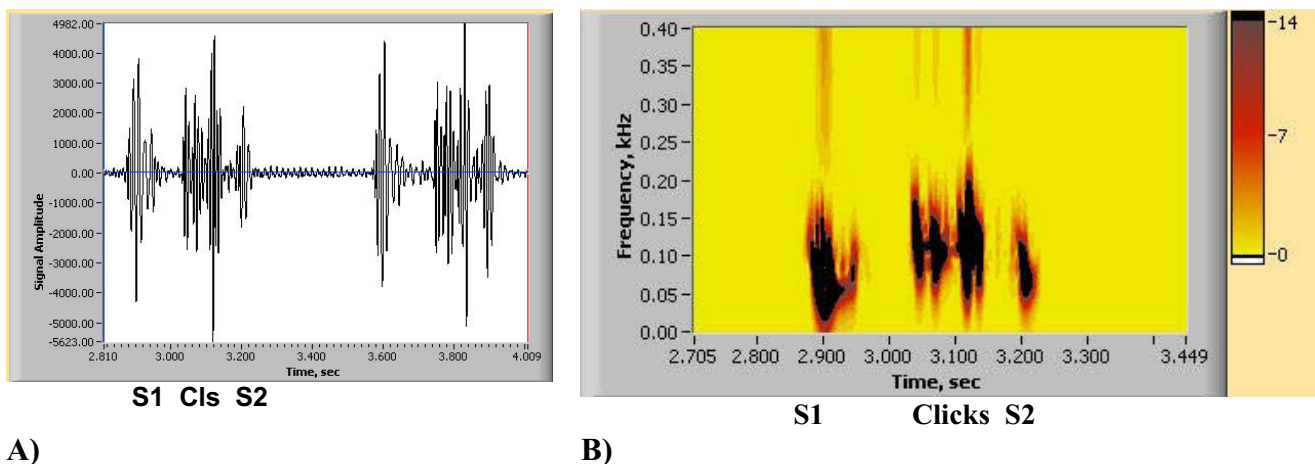 4982.00
4000.00
3000.00
2000.00
1000.00
0.00
-1000.00
-2000.00
-3000.00
-4000.00
-5000.00
-5623.00
Signal Amplitude
2.810 3.000 3.200 3.400 3.600 3.800 4.009
Time, sec
S1 Cls S2
A)
0.40
0.35
0.30
0.25
0.20
0.15
0.10
0.05
0.00
Frequency, kHz
2.705 2.800 2.900 3.000 3.100 3.200 3.300 3.449
Time, sec
-14
-7
-0
S1 Clicks S2
B)